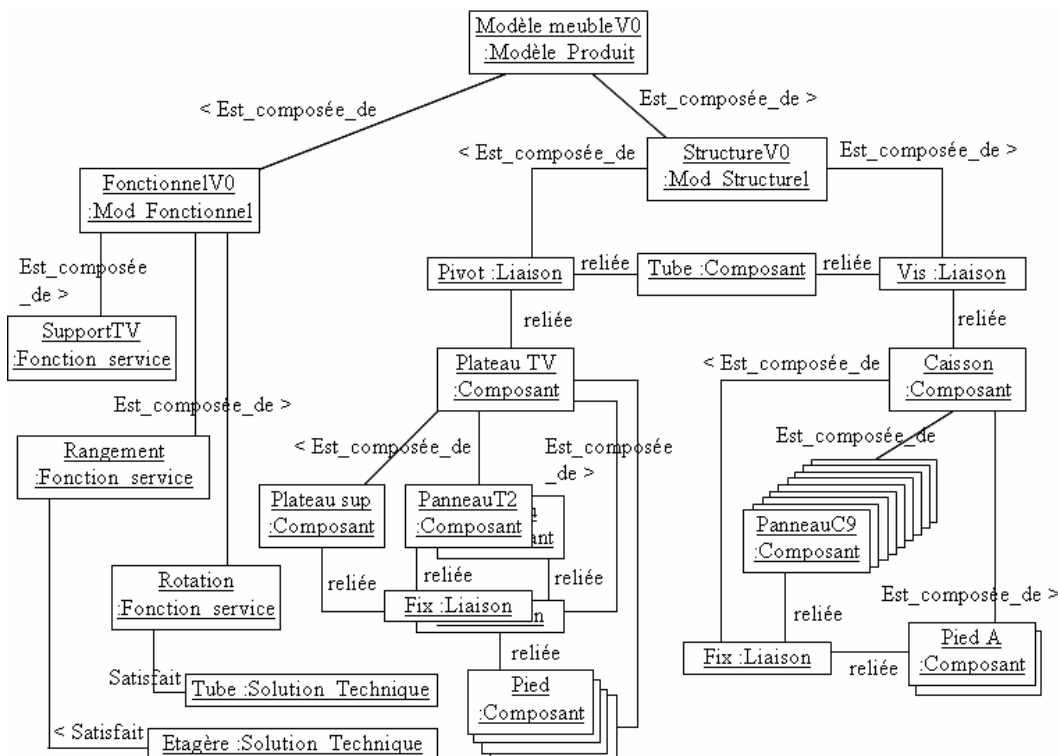 Modèle meubleV0
:Modèle Produit
< Est_composée_de
Est_composée_de >
< Est_composée_de
StructureV0
:Mod Structurel
Est_composée_de >
FonctionnelV0
:Mod Fonctionnel
Est_composée
_de >
Pivot :Liaison
reliée
Tube :Composant
reliée
Vis :Liaison
reliée
reliée
SupportTV
:Fonction service
Plateau TV
:Composant
< Est_composée_de
Caisson
:Composant
Est_composée_de >
< Est_composée_de
Est_composée
_de >
Est_composée_de
Rangement
:Fonction service
Plateau sup
:Composant
PanneauT2
:Composant
PanneauC9
:Composant
Rotation
:Fonction service
reliée
reliée
reliée
Fix :Liaison
reliée
Est_composée_de >
reliée
Fix :Liaison
reliée
Pied A
:Composant
Satisfait
Tube :Solution Technique
Pied
:Composant
< Satisfait
Etagère :Solution Technique